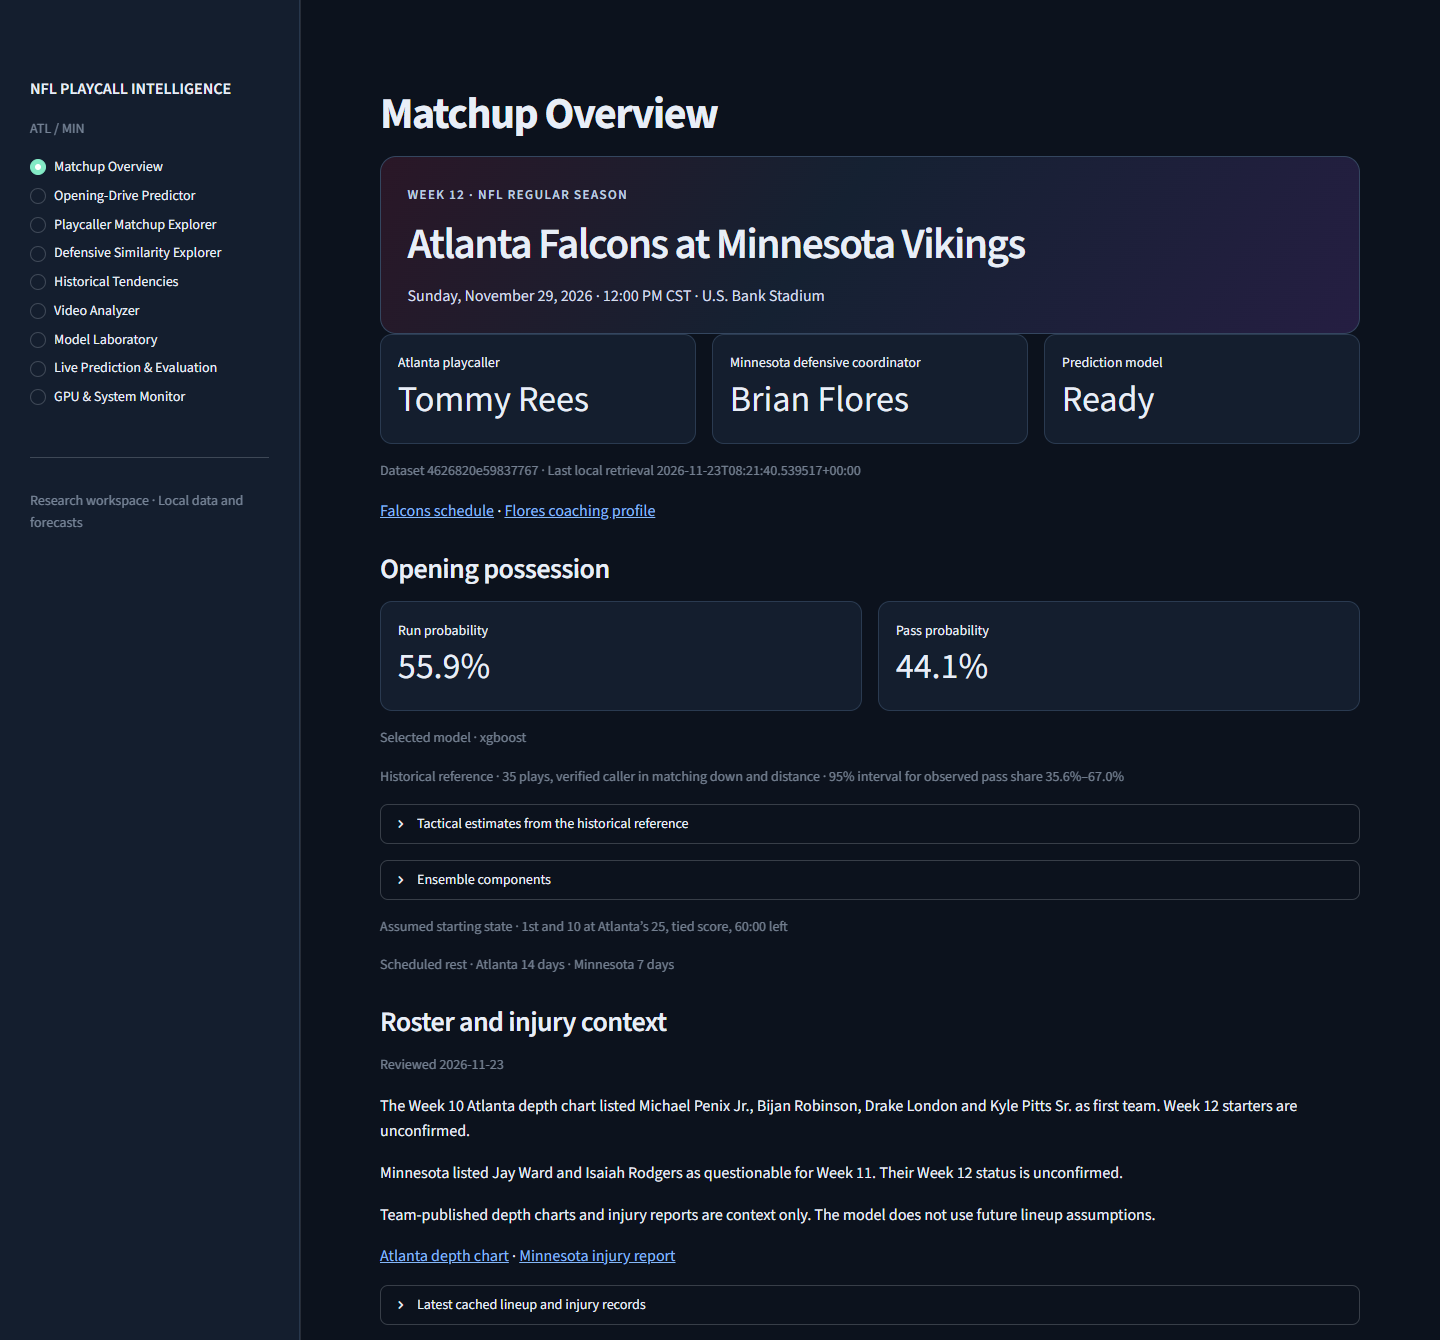 NFL PLAYCALL INTELLIGENCE
ATL / MIN
Matchup Overview
Opening-Drive Predictor
Playcaller Matchup Explorer
Defensive Similarity Explorer
Historical Tendencies
Video Analyzer
Model Laboratory
Live Prediction & Evaluation
GPU & System Monitor
Research workspace · Local data and
forecasts
Matchup Overview
WEEK 12 · NFL REGULAR SEASON
Atlanta Falcons at Minnesota Vikings
Sunday, November 29, 2026 · 12:00 PM CST · U.S. Bank Stadium
Atlanta playcaller
Tommy Rees
Minnesota defensive coordinator
Brian Flores
Prediction model
Ready
Dataset 4626820e59837767 · Last local retrieval 2026-11-23T08:21:40.539517+00:00
Falcons schedule · Flores coaching profile
Opening possession
Run probability
55.9%
Pass probability
44.1%
Selected model · xgboost
Historical reference · 35 plays, verified caller in matching down and distance · 95% interval for observed pass share 35.6%–67.0%
Tactical estimates from the historical reference
Ensemble components
Assumed starting state · 1st and 10 at Atlanta’s 25, tied score, 60:00 left
Scheduled rest · Atlanta 14 days · Minnesota 7 days
Roster and injury context
Reviewed 2026-11-23
The Week 10 Atlanta depth chart listed Michael Penix Jr., Bijan Robinson, Drake London and Kyle Pitts Sr. as first team. Week 12 starters are
unconfirmed.
Minnesota listed Jay Ward and Isaiah Rodgers as questionable for Week 11. Their Week 12 status is unconfirmed.
Team-published depth charts and injury reports are context only. The model does not use future lineup assumptions.
Atlanta depth chart · Minnesota injury report
Latest cached lineup and injury records